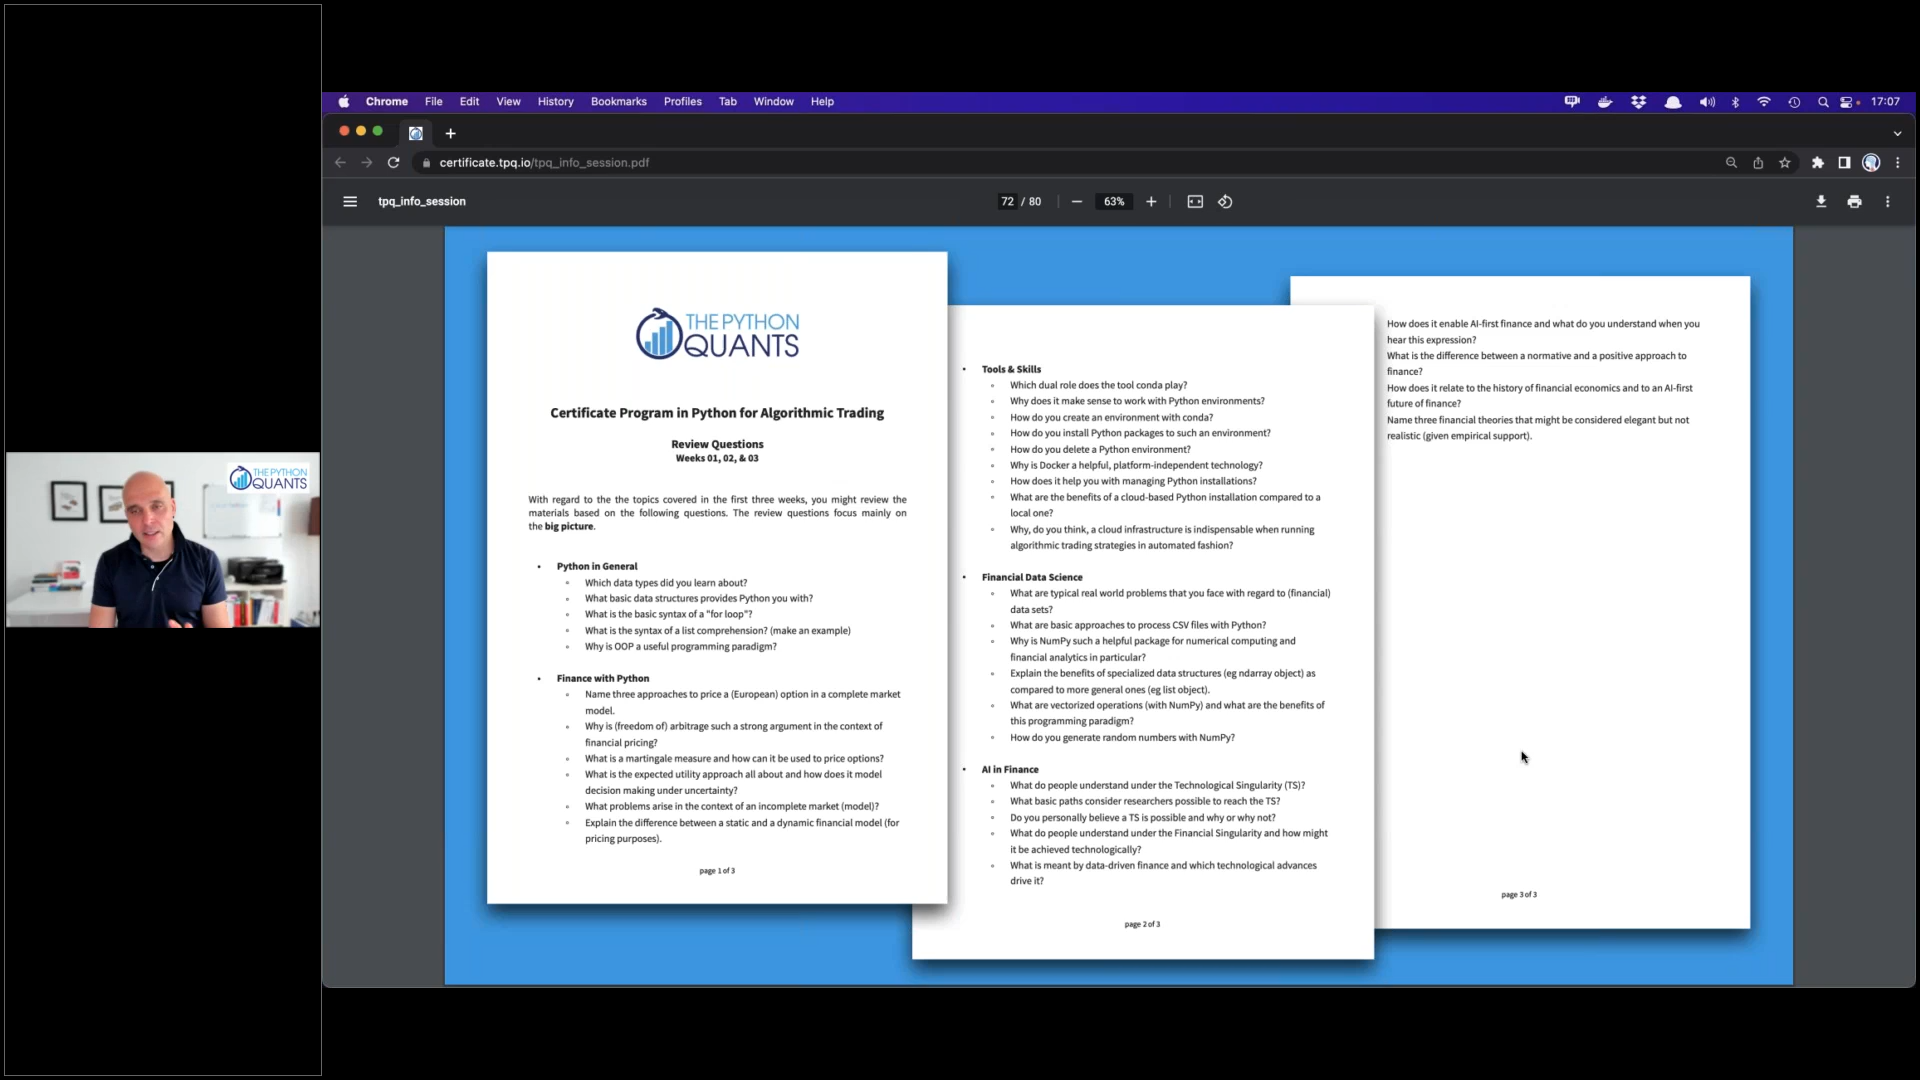 Chrome File Edit View History Bookmarks Profiles Tab Window Help 17:07
certificate.tpq.io/tpq_info_session.pdf
tpq_info_session 72 / 80 63%
THE PYTHON
QUANTS
THE PYTHON
QUANTS
Certificate Program in Python for Algorithmic Trading
Review Questions
Weeks 01, 02, & 03
With regard to the the topics covered in the first three weeks, you might review the
materials based on the following questions. The review questions focus mainly on
the big picture.
• Python in General
◦ Which data types did you learn about?
◦ What basic data structures provides Python you with?
◦ What is the basic syntax of a "for loop"?
◦ What is the syntax of a list comprehension? (make an example)
◦ Why is OOP a useful programming paradigm?
• Finance with Python
◦ Name three approaches to price a (European) option in a complete market
model.
◦ Why is (freedom of) arbitrage such a strong argument in the context of
financial pricing?
◦ What is a martingale measure and how can it be used to price options?
◦ What is the expected utility approach all about and how does it model
decision making under uncertainty?
◦ What problems arise in the context of an incomplete market (model)?
◦ Explain the difference between a static and a dynamic financial model (for
pricing purposes).
page 1 of 3
• Tools & Skills
◦ Which dual role does the tool conda play?
◦ Why does it make sense to work with Python environments?
◦ How do you create an environment with conda?
◦ How do you install Python packages to such an environment?
◦ How do you delete a Python environment?
◦ Why is Docker a helpful, platform-independent technology?
◦ How does it help you with managing Python installations?
◦ What are the benefits of a cloud-based Python installation compared to a
local one?
◦ Why, do you think, a cloud infrastructure is indispensable when running
algorithmic trading strategies in automated fashion?
• Financial Data Science
◦ What are typical real world problems that you face with regard to (financial)
data sets?
◦ What are basic approaches to process CSV files with Python?
◦ Why is NumPy such a helpful package for numerical computing and
financial analytics in particular?
◦ Explain the benefits of specialized data structures (eg ndarray object) as
compared to more general ones (eg list object).
◦ What are vectorized operations (with NumPy) and what are the benefits of
this programming paradigm?
◦ How do you generate random numbers with NumPy?
• AI in Finance
◦ What do people understand under the Technological Singularity (TS)?
◦ What basic paths consider researchers possible to reach the TS?
◦ Do you personally believe a TS is possible and why or why not?
◦ What do people understand under the Financial Singularity and how might
it be achieved technologically?
◦ What is meant by data-driven finance and which technological advances
drive it?
page 2 of 3
How does it enable AI-first finance and what do you understand when you
hear this expression?
What is the difference between a normative and a positive approach to
finance?
How does it relate to the history of financial economics and to an AI-first
future of finance?
Name three financial theories that might be considered elegant but not
realistic (given empirical support).
page 3 of 3